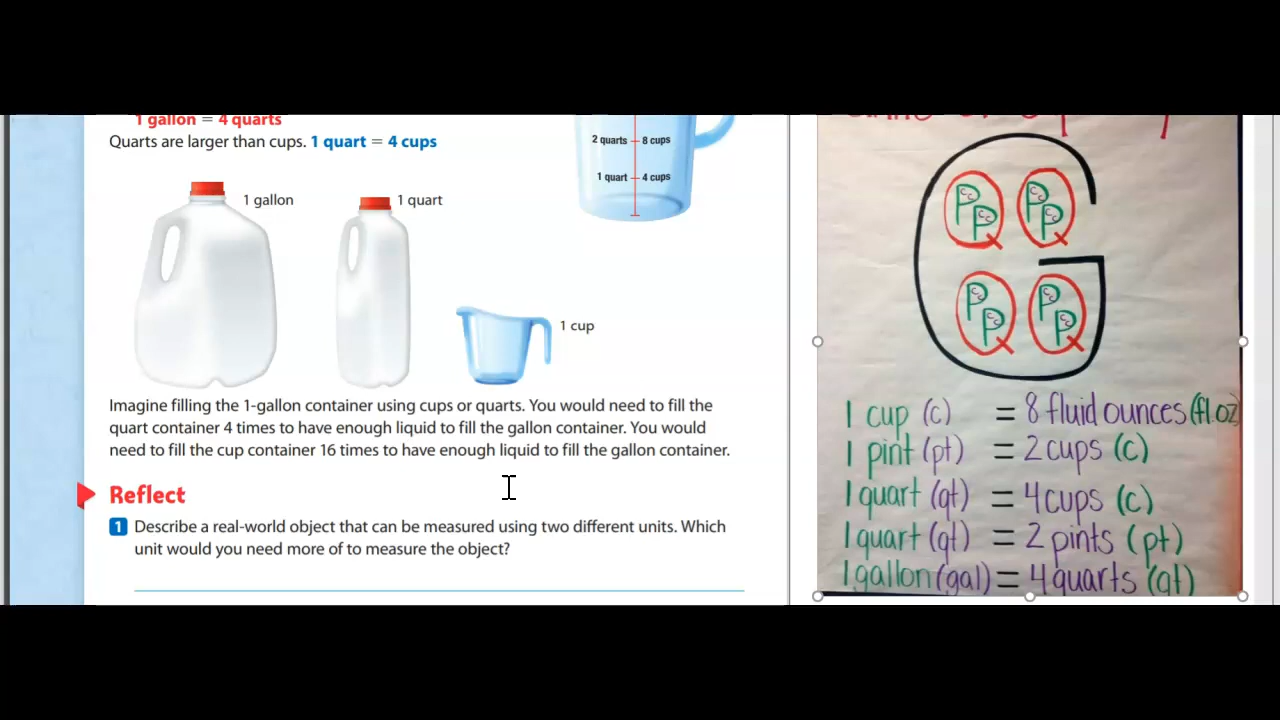 1 gallon = 4 quarts
Quarts are larger than cups. 1 quart = 4 cups
2 quarts 8 cups
1 quart 4 cups
1 gallon
1 quart
1 cup
Imagine filling the 1-gallon container using cups or quarts. You would need to fill the
quart container 4 times to have enough liquid to fill the gallon container. You would
need to fill the cup container 16 times to have enough liquid to fill the gallon container.
Reflect
1 Describe a real-world object that can be measured using two different units. Which
unit would you need more of to measure the object?
G
Q P P C C C C
Q P P C C C C
Q P P C C C C
Q P P C C C C
1 cup (c) = 8 fluid ounces (fl.oz)
1 pint (pt) = 2 cups (c)
1 quart (qt) = 4 cups (c)
1 quart (qt) = 2 pints (pt)
1 gallon (gal) = 4 quarts (qt)